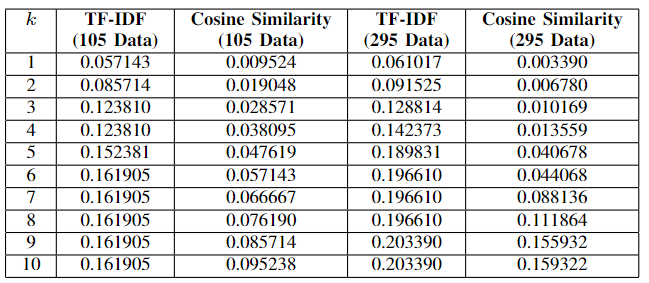 k TF-IDF Cosine Similarity TF-IDF Cosine Similarity
(105 Data) (105 Data) (295 Data) (295 Data)
1 0.057143 0.009524 0.061017 0.003390
2 0.085714 0.019048 0.091525 0.006780
3 0.123810 0.028571 0.128814 0.010169
4 0.123810 0.038095 0.142373 0.013559
5 0.152381 0.047619 0.189831 0.040678
6 0.161905 0.057143 0.196610 0.044068
7 0.161905 0.066667 0.196610 0.088136
8 0.161905 0.076190 0.196610 0.111864
9 0.161905 0.085714 0.203390 0.155932
10 0.161905 0.095238 0.203390 0.159322